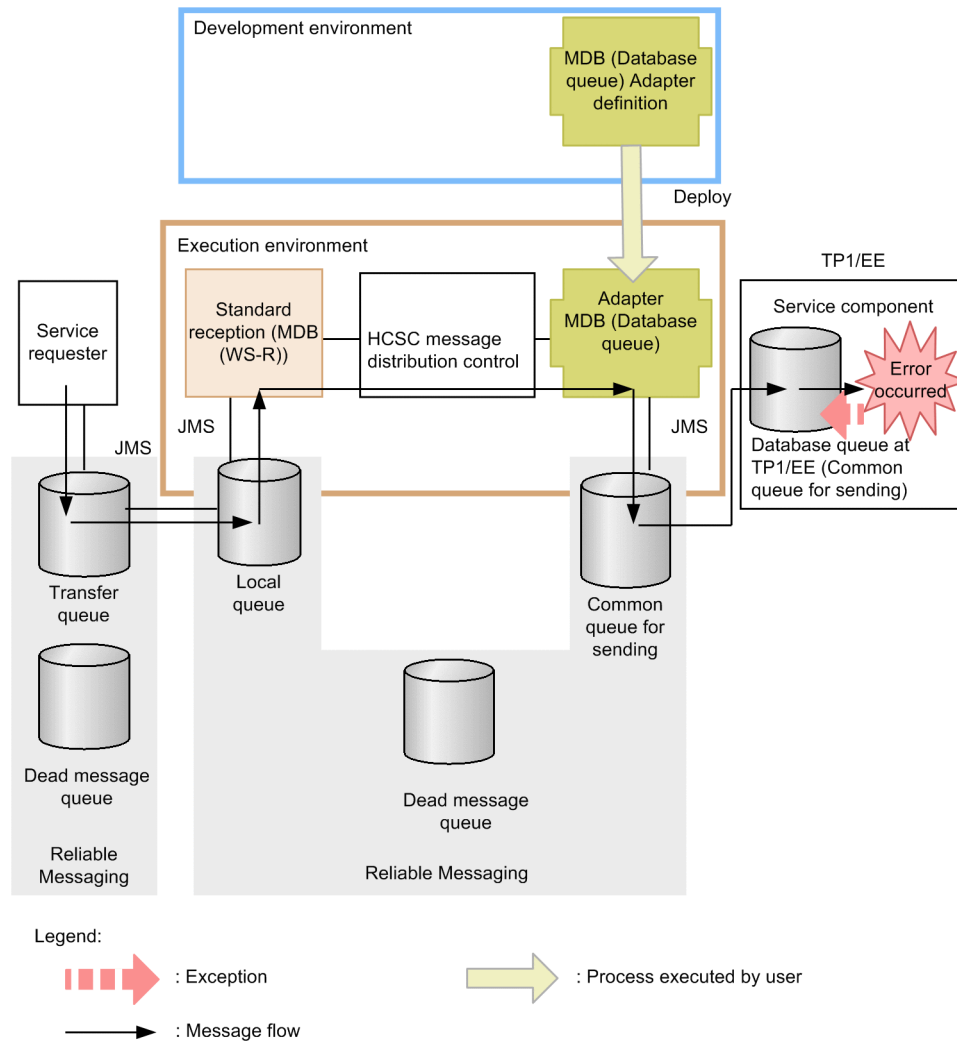 Development environment
MDB (Database
queue) Adapter
definition
Deploy
Execution environment
TP1/EE
Service
requester
Standard
reception (MDB
(WS-R))
HCSC message
distribution control
Adapter
MDB (Database
queue)
Service component
Error
occurred
JMS
JMS
JMS
Database queue at
TP1/EE (Common
queue for sending)
Transfer
queue
Local
queue
Common
queue for
sending
Dead message
queue
Dead message
queue
Reliable
Messaging
Reliable Messaging
Legend:
: Exception
: Process executed by user
: Message flow